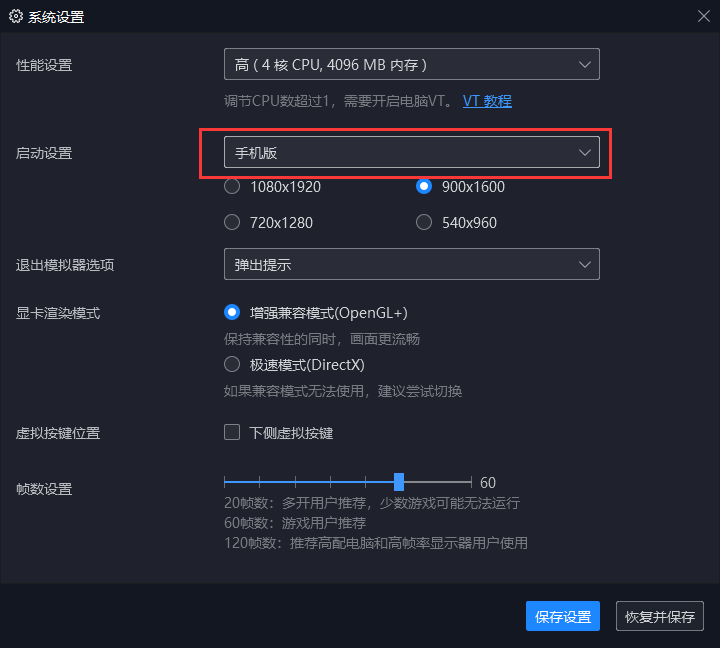 系统设置
性能设置
高 ( 4 核 CPU, 4096 MB 内存 )
调节CPU数超过1，需要开启电脑VT。 VT 教程
启动设置
手机版
1080x1920
900x1600
720x1280
540x960
退出模拟器选项
弹出提示
显卡渲染模式
增强兼容模式(OpenGL+)
保持兼容性的同时，画面更流畅
极速模式(DirectX)
如果兼容模式无法使用，建议尝试切换
虚拟按键位置
下侧虚拟按键
帧数设置
60
20帧数：多开用户推荐，少数游戏可能无法运行
60帧数：游戏用户推荐
120帧数：推荐高配电脑和高帧率显示器用户使用
保存设置
恢复并保存